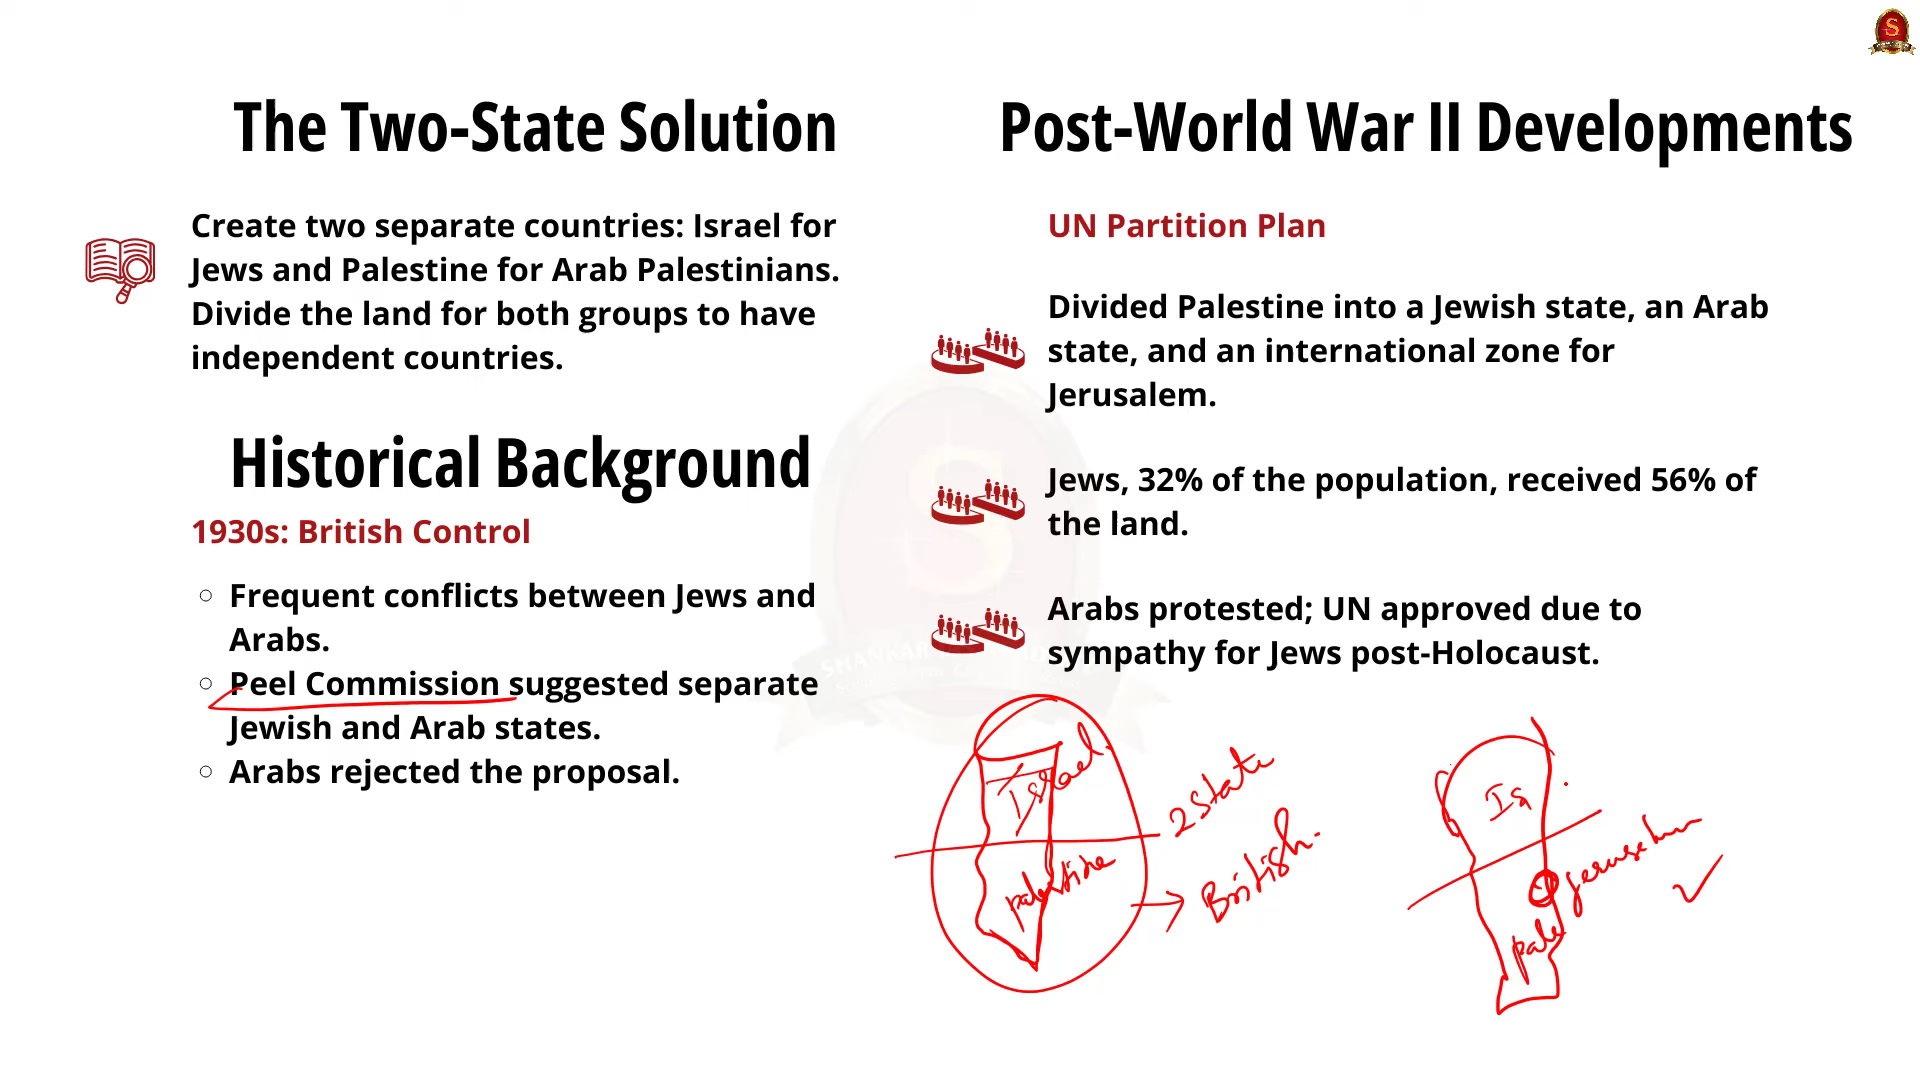 The Two-State Solution
Create two separate countries: Israel for
Jews and Palestine for Arab Palestinians.
Divide the land for both groups to have
independent countries.
Historical Background
1930s: British Control
Frequent conflicts between Jews and
Arabs.
Peel Commission suggested separate
Jewish and Arab states.
Arabs rejected the proposal.
Post-World War II Developments
UN Partition Plan
Divided Palestine into a Jewish state, an Arab
state, and an international zone for
Jerusalem.
Jews, 32% of the population, received 56% of
the land.
Arabs protested; UN approved due to
sympathy for Jews post-Holocaust.
Israel
palestine
2 State
British
Is
Pale
S